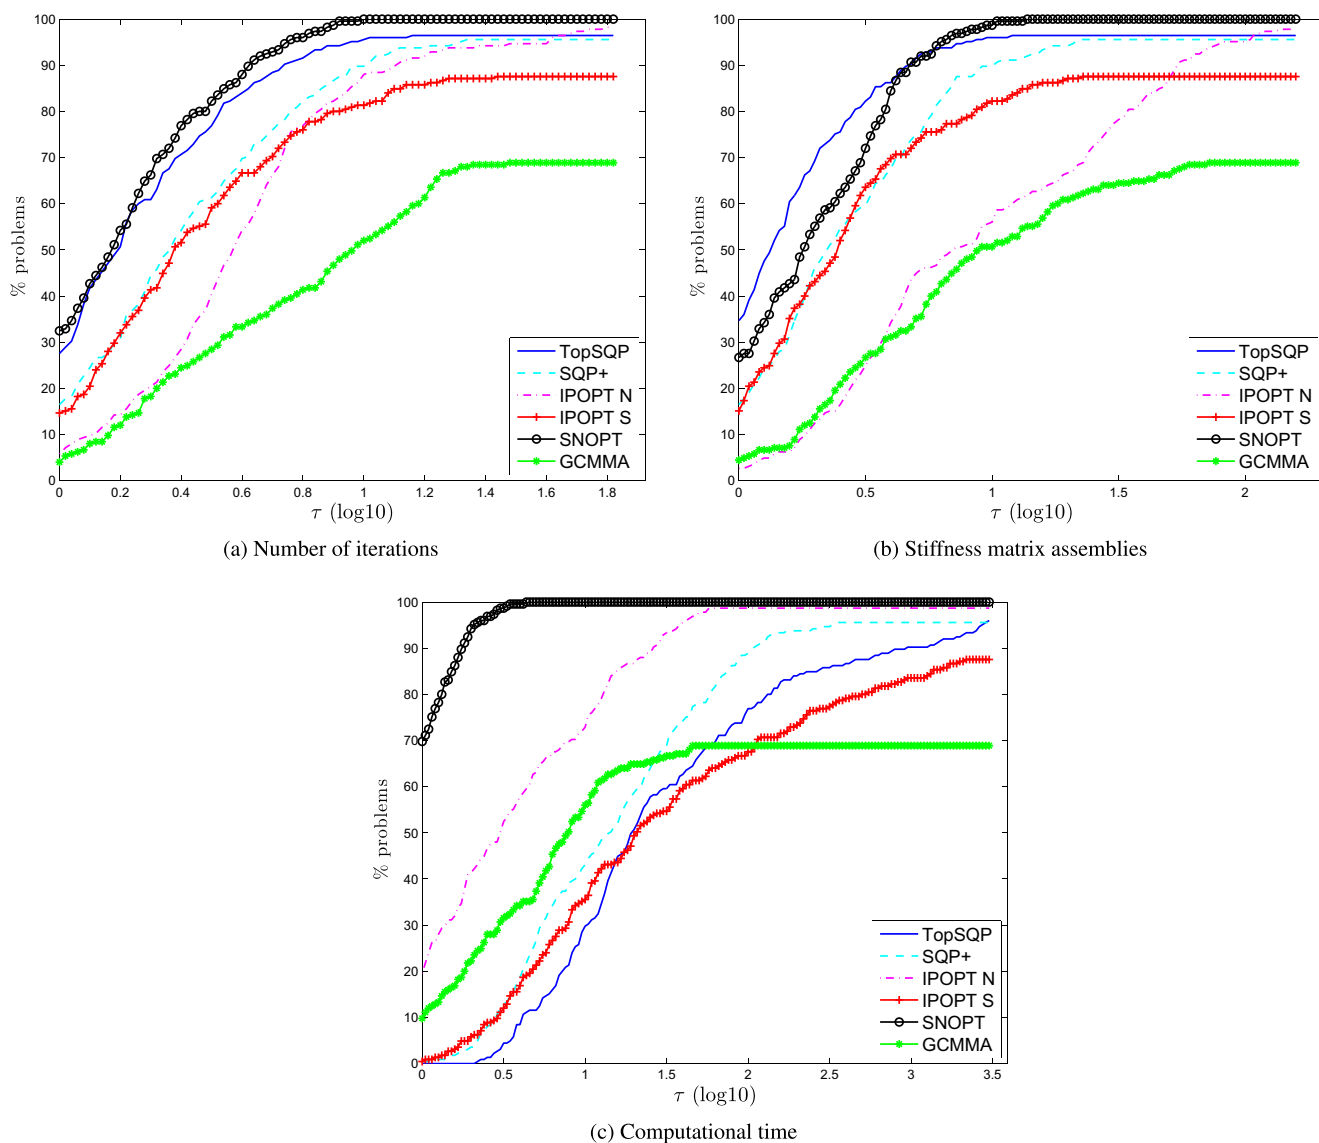 100
90
80
70
60
50
40
30
20
10
0
% problems
0 0.2 0.4 0.6 0.8 1 1.2 1.4 1.6 1.8
τ (log10)
TopSQP
SQP+
IPOPT N
IPOPT S
SNOPT
GCMMA
(a) Number of iterations
100
90
80
70
60
50
40
30
20
10
0
% problems
0 0.5 1 1.5 2
τ (log10)
TopSQP
SQP+
IPOPT N
IPOPT S
SNOPT
GCMMA
(b) Stiffness matrix assemblies
100
90
80
70
60
50
40
30
20
10
0
% problems
0 0.5 1 1.5 2 2.5 3 3.5
τ (log10)
TopSQP
SQP+
IPOPT N
IPOPT S
SNOPT
GCMMA
(c) Computational time